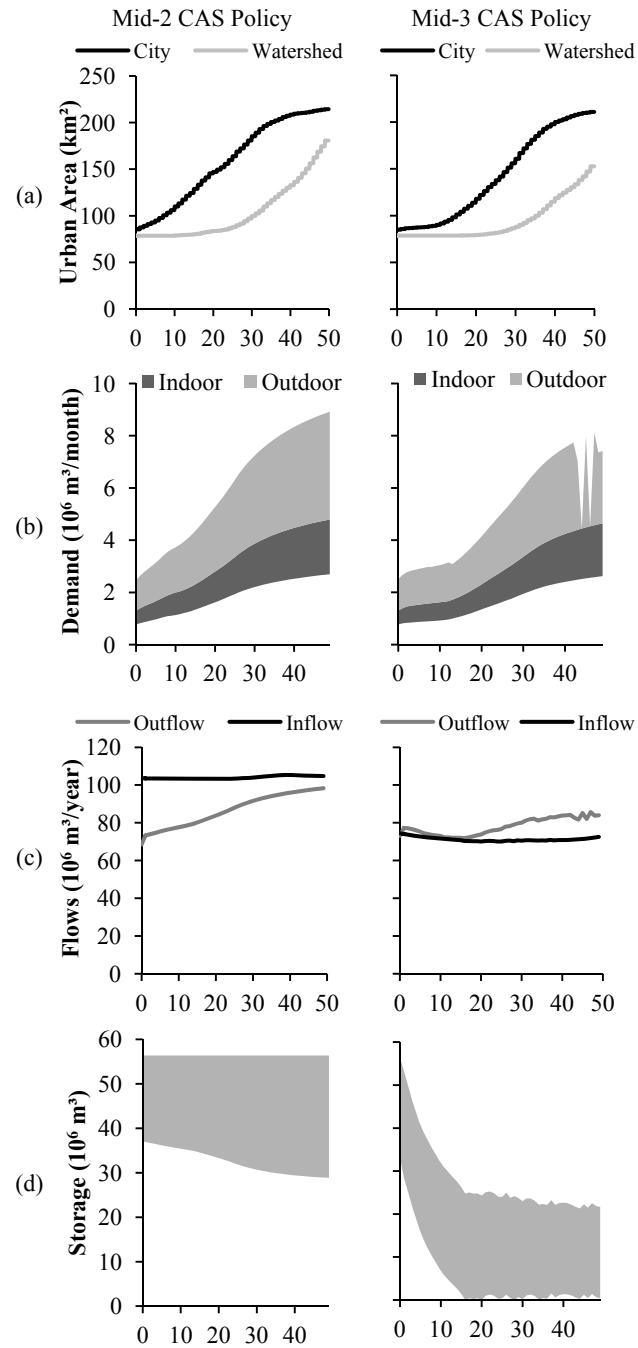 Mid-2 CAS Policy Mid-3 CAS Policy
City Watershed City Watershed
(a)
Urban Area (km²)
250
200
150
100
50
0
0 10 20 30 40 50 0 10 20 30 40 50
Indoor Outdoor Indoor Outdoor
(b)
Demand (10⁶ m³/month)
10
8
6
4
2
0
0 10 20 30 40 0 10 20 30 40
Outflow Inflow Outflow Inflow
(c)
Flows (10⁶ m³/year)
120
100
80
60
40
20
0
0 10 20 30 40 50 0 10 20 30 40 50
(d)
Storage (10⁶ m³)
60
50
40
30
20
10
0
0 10 20 30 40 0 10 20 30 40